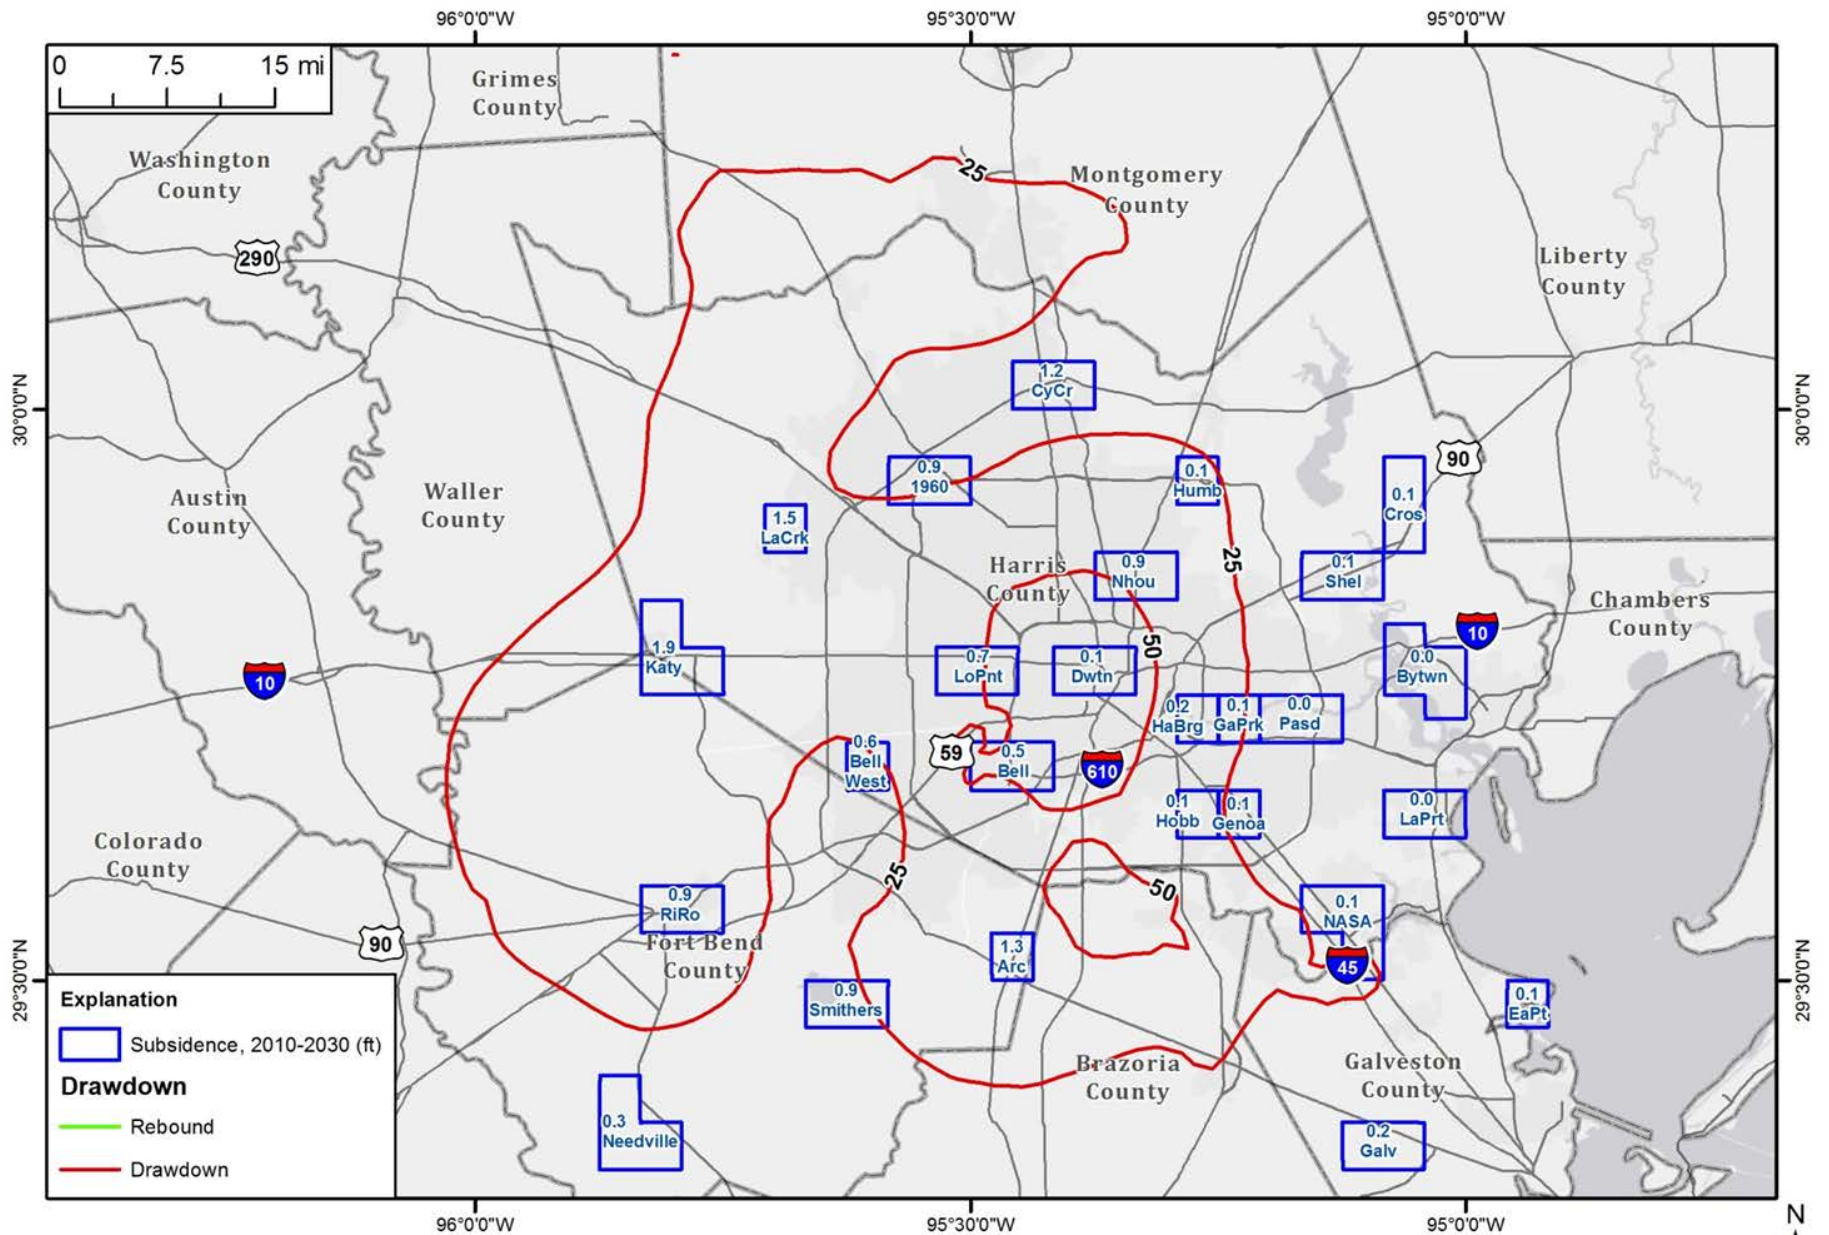 96°0'0"W
95°30'0"W
95°0'0"W
0 7.5 15 mi
Grimes
County
Washington
County
25
Montgomery
County
290
Liberty
County
30°0'0"N
30°0'0"N
1.2
CyCr
90
0.9
1960
0.1
Humb
0.1
Cros
Austin
County
Waller
County
1.5
LaCrk
Harris
County
0.9
Nhou
25
0.1
Shel
Chambers
County
10
1.9
Katy
0.7
LoPnt
0.1
Dwtn
50
0.0
Bytwn
10
0.2
HaBrg
0.1
GaPrk
0.0
Pasd
0.6
Bell
West
59
0.5
Bell
610
0.1
Hobb
0.1
Genoa
0.0
LaPrt
Colorado
County
25
50
0.9
RiRo
0.1
NASA
90
Fort Bend
County
1.3
Arc
45
29°30'0"N
29°30'0"N
0.9
Smithers
0.1
EaPt
Brazoria
County
Galveston
County
0.3
Needville
0.2
Galv
Explanation
Subsidence, 2010-2030 (ft)
Drawdown
Rebound
Drawdown
96°0'0"W
95°30'0"W
95°0'0"W
N